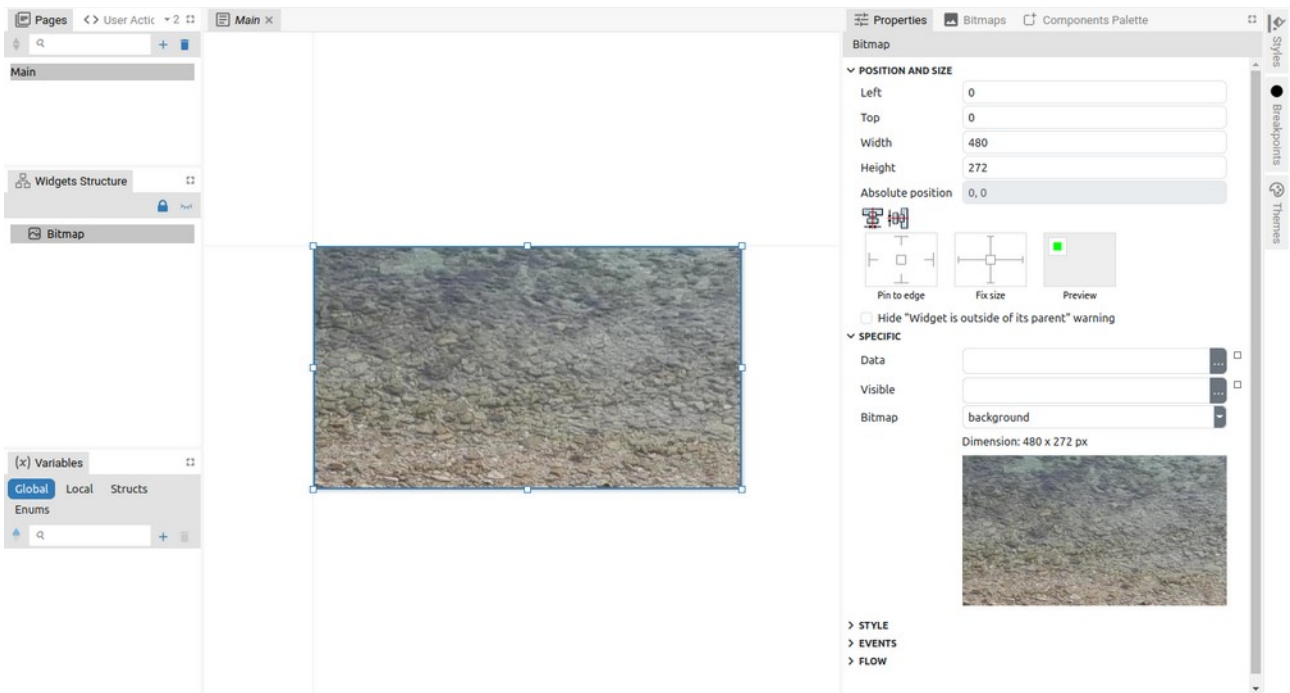 Pages
User Actic
2
Main
Main
Widgets Structure
Bitmap
(x) Variables
Global Local Structs
Enums
Properties
Bitmaps
Components Palette
Bitmap
POSITION AND SIZE
Left 0
Top 0
Width 480
Height 272
Absolute position 0, 0
Pin to edge Fix size Preview
Hide "Widget is outside of its parent" warning
SPECIFIC
Data
...
Visible
...
Bitmap background
Dimension: 480 x 272 px
STYLE
EVENTS
FLOW
Styles
Breakpoints
Themes